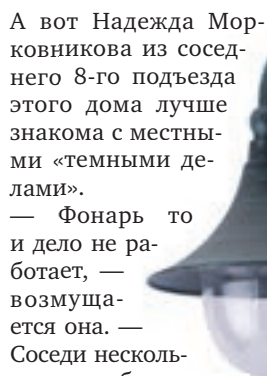 А вот Надежда Мор-
ковникова из сосед-
него 8-го подъезда
этого дома лучше
знакома с местны-
ми «темными де-
лами».
— Фонарь то
и дело не ра-
ботает, —
возмуща-
ется она. —
Соседи несколь-